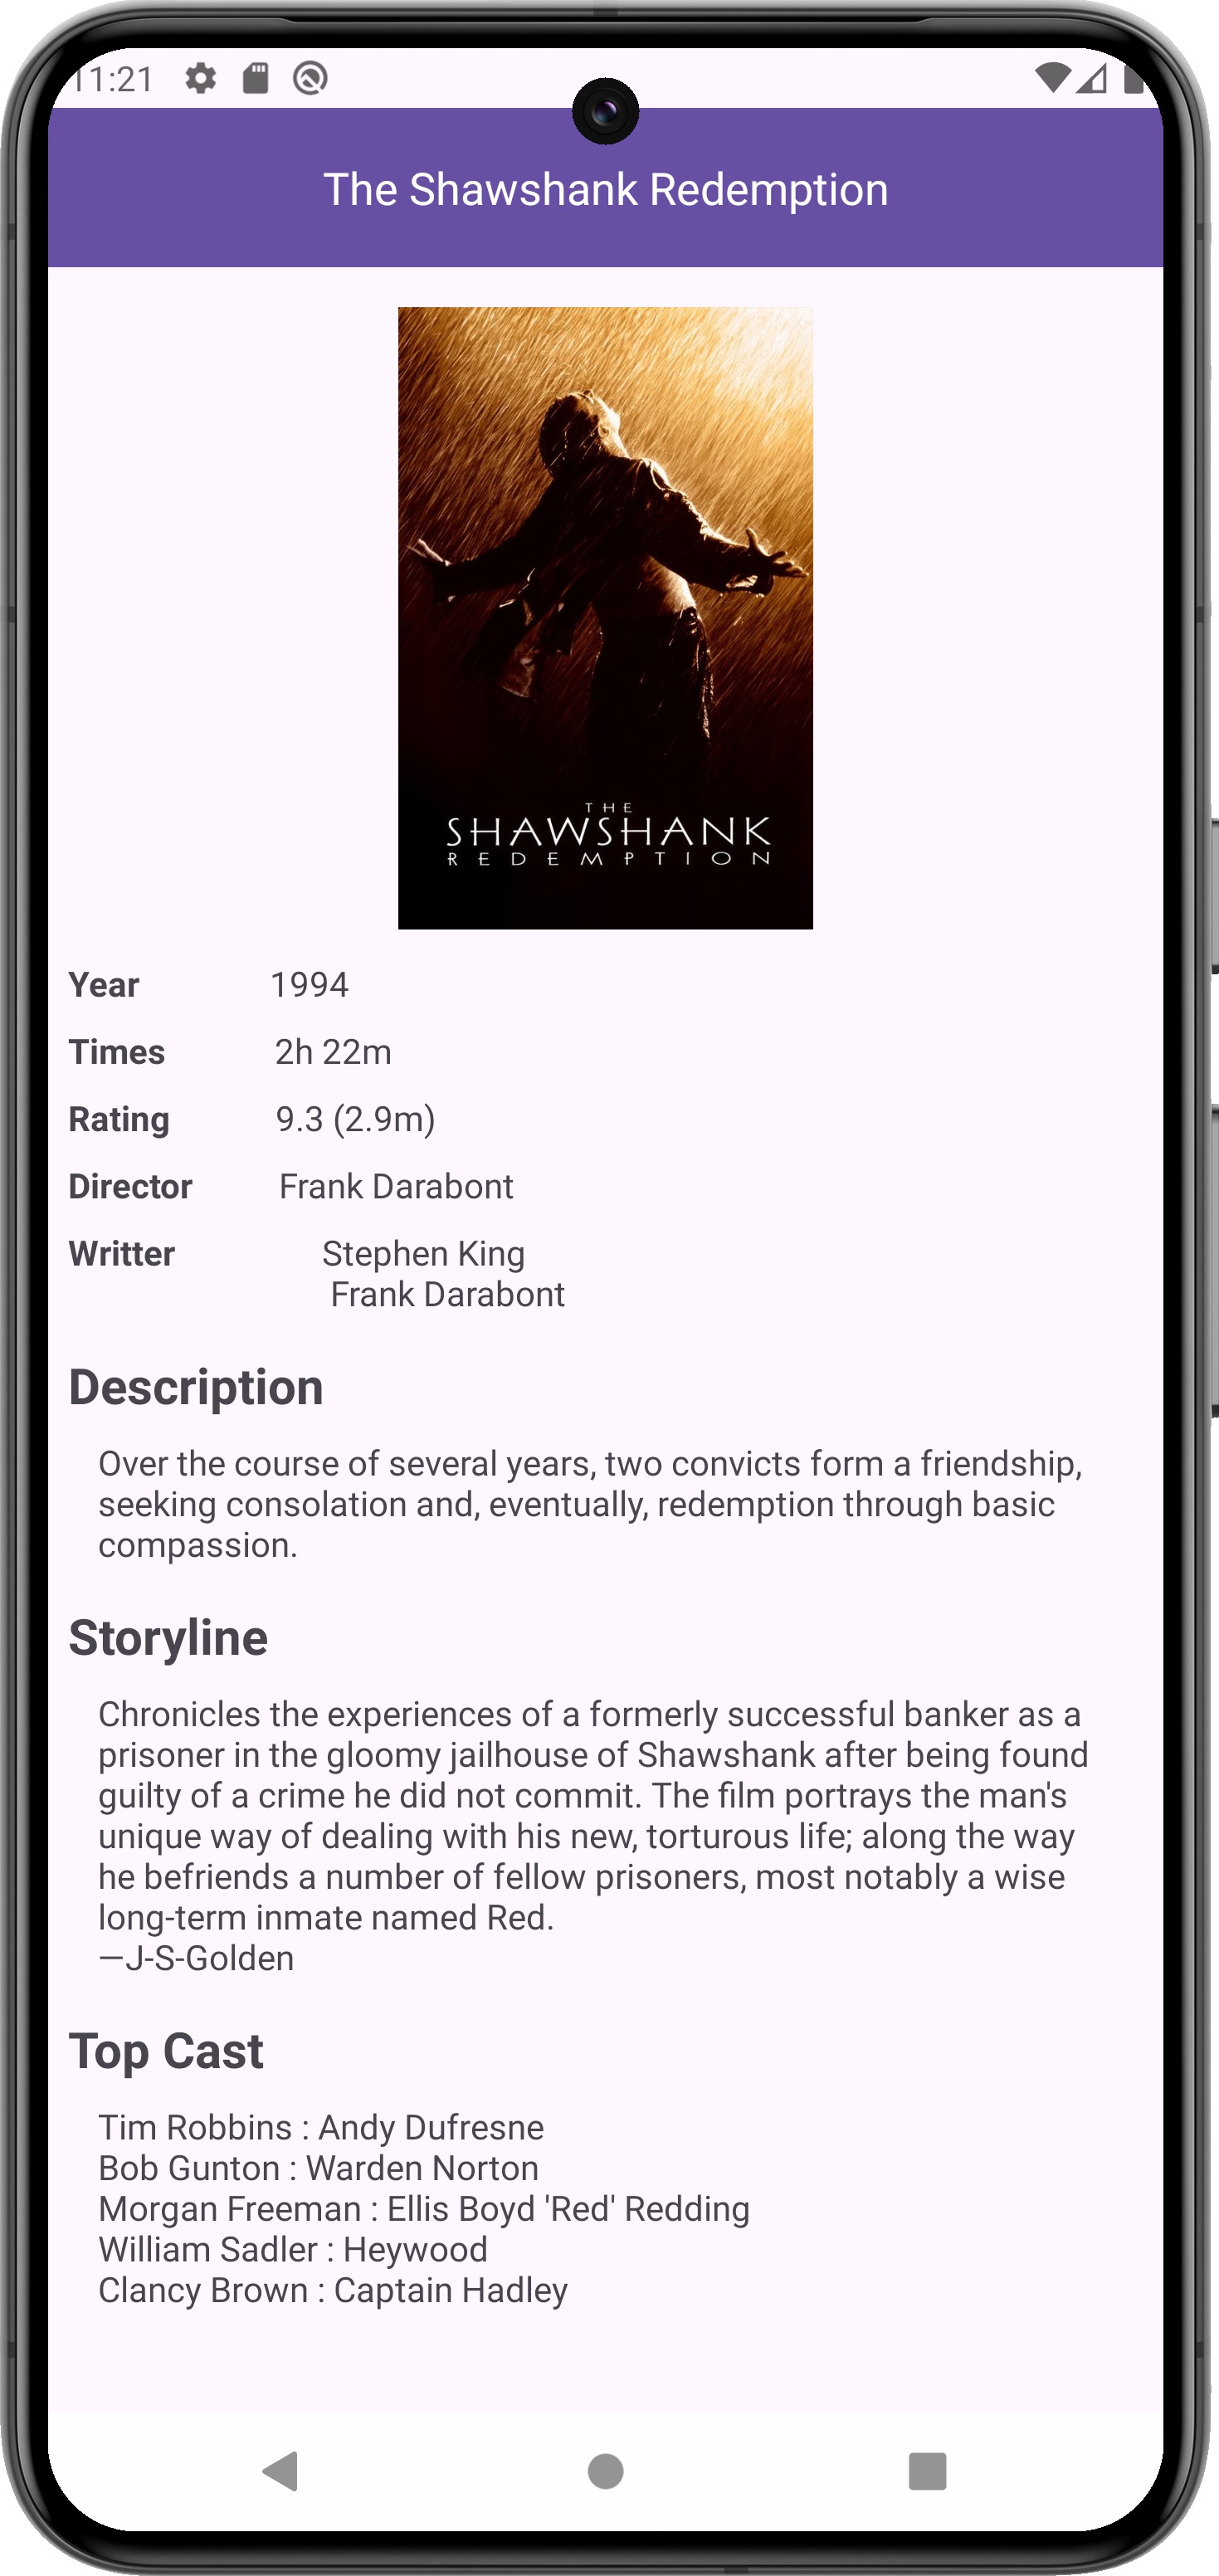 11:21
The Shawshank Redemption
THE
SHAWSHANK
REDEMPTION
Year 1994
Times 2h 22m
Rating 9.3 (2.9m)
Director Frank Darabont
Writter Stephen King
Frank Darabont
Description
Over the course of several years, two convicts form a friendship,
seeking consolation and, eventually, redemption through basic
compassion.
Storyline
Chronicles the experiences of a formerly successful banker as a
prisoner in the gloomy jailhouse of Shawshank after being found
guilty of a crime he did not commit. The film portrays the man's
unique way of dealing with his new, torturous life; along the way
he befriends a number of fellow prisoners, most notably a wise
long-term inmate named Red.
—J-S-Golden
Top Cast
Tim Robbins : Andy Dufresne
Bob Gunton : Warden Norton
Morgan Freeman : Ellis Boyd 'Red' Redding
William Sadler : Heywood
Clancy Brown : Captain Hadley